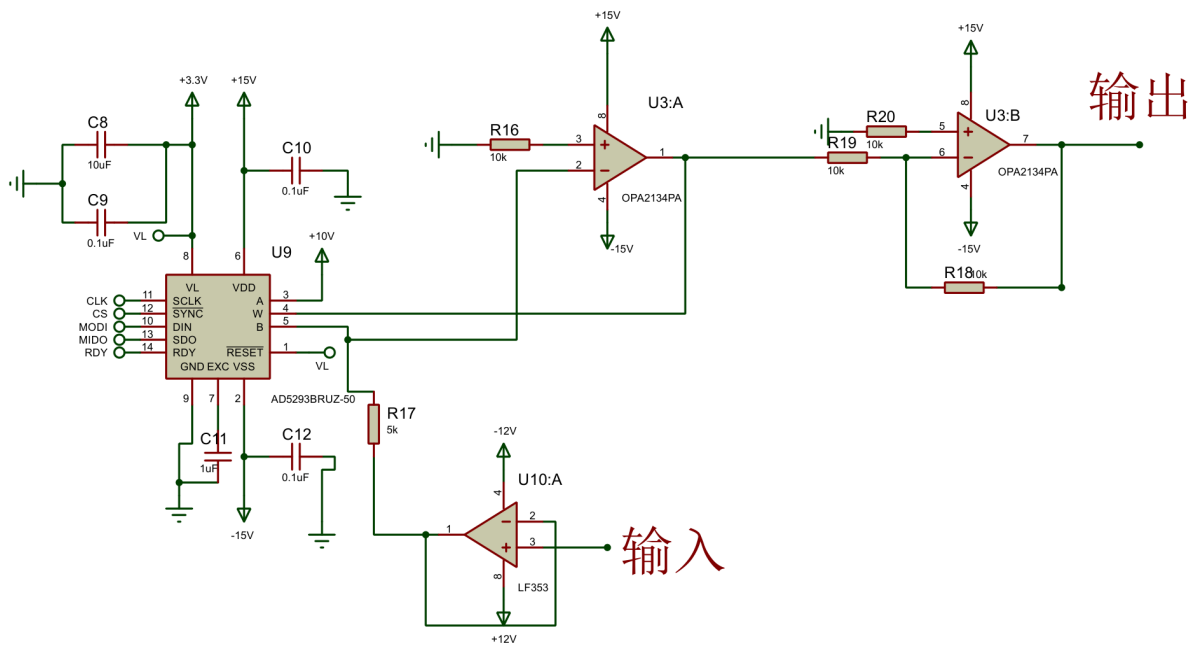 +15V
+15V
输出
+3.3V
+15V
U3:A
U3:B
C8
10uF
R16
10k
3
2
8
4
1
OPA2134PA
-15V
R20
10k
R19
10k
5
6
8
4
7
OPA2134PA
-15V
C10
0.1uF
C9
0.1uF
VL
+10V
8
6
U9
R18
10k
VL
VDD
CLK
11
SCLK
A
3
CS
12
SYNC
W
4
MODI
10
DIN
B
5
MIDO
13
SDO
RDY
14
RDY
RESET
1
VL
GND EXC VSS
9
7
2
AD5293BRUZ-50
R17
5k
C11
1uF
C12
0.1uF
-12V
U10:A
4
2
1
3
8
输入
-15V
LF353
+12V